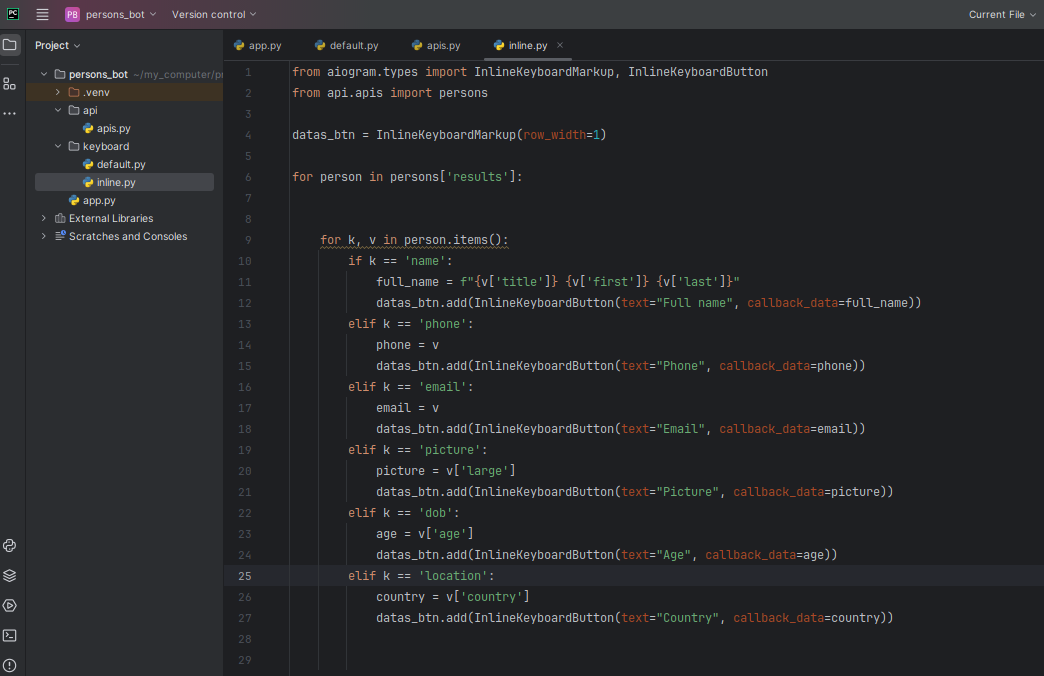 PC PB persons_bot Version control Current File
Project
persons_bot ~/my_computer/p
.venv
api
apis.py
keyboard
default.py
inline.py
app.py
External Libraries
Scratches and Consoles
app.py default.py apis.py inline.py
1 from aiogram.types import InlineKeyboardMarkup, InlineKeyboardButton
2 from api.apis import persons
3
4 datas_btn = InlineKeyboardMarkup(row_width=1)
5
6 for person in persons['results']:
7
8
9 for k, v in person.items():
10 if k == 'name':
11 full_name = f"{v['title']} {v['first']} {v['last']}"
12 datas_btn.add(InlineKeyboardButton(text="Full name", callback_data=full_name))
13 elif k == 'phone':
14 phone = v
15 datas_btn.add(InlineKeyboardButton(text="Phone", callback_data=phone))
16 elif k == 'email':
17 email = v
18 datas_btn.add(InlineKeyboardButton(text="Email", callback_data=email))
19 elif k == 'picture':
20 picture = v['large']
21 datas_btn.add(InlineKeyboardButton(text="Picture", callback_data=picture))
22 elif k == 'dob':
23 age = v['age']
24 datas_btn.add(InlineKeyboardButton(text="Age", callback_data=age))
25 elif k == 'location':
26 country = v['country']
27 datas_btn.add(InlineKeyboardButton(text="Country", callback_data=country))
28
29